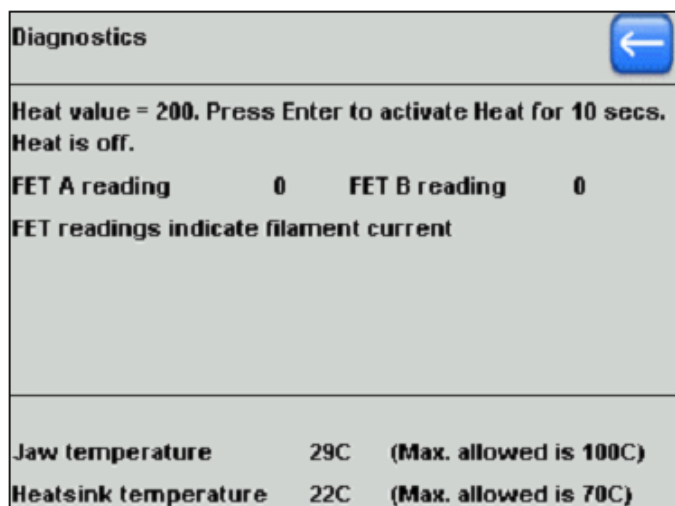 Diagnostics
Heat value = 200. Press Enter to activate Heat for 10 secs.
Heat is off.
FET A reading 0 FET B reading 0
FET readings indicate filament current
Jaw temperature 29C (Max. allowed is 100C)
Heatsink temperature 22C (Max. allowed is 70C)